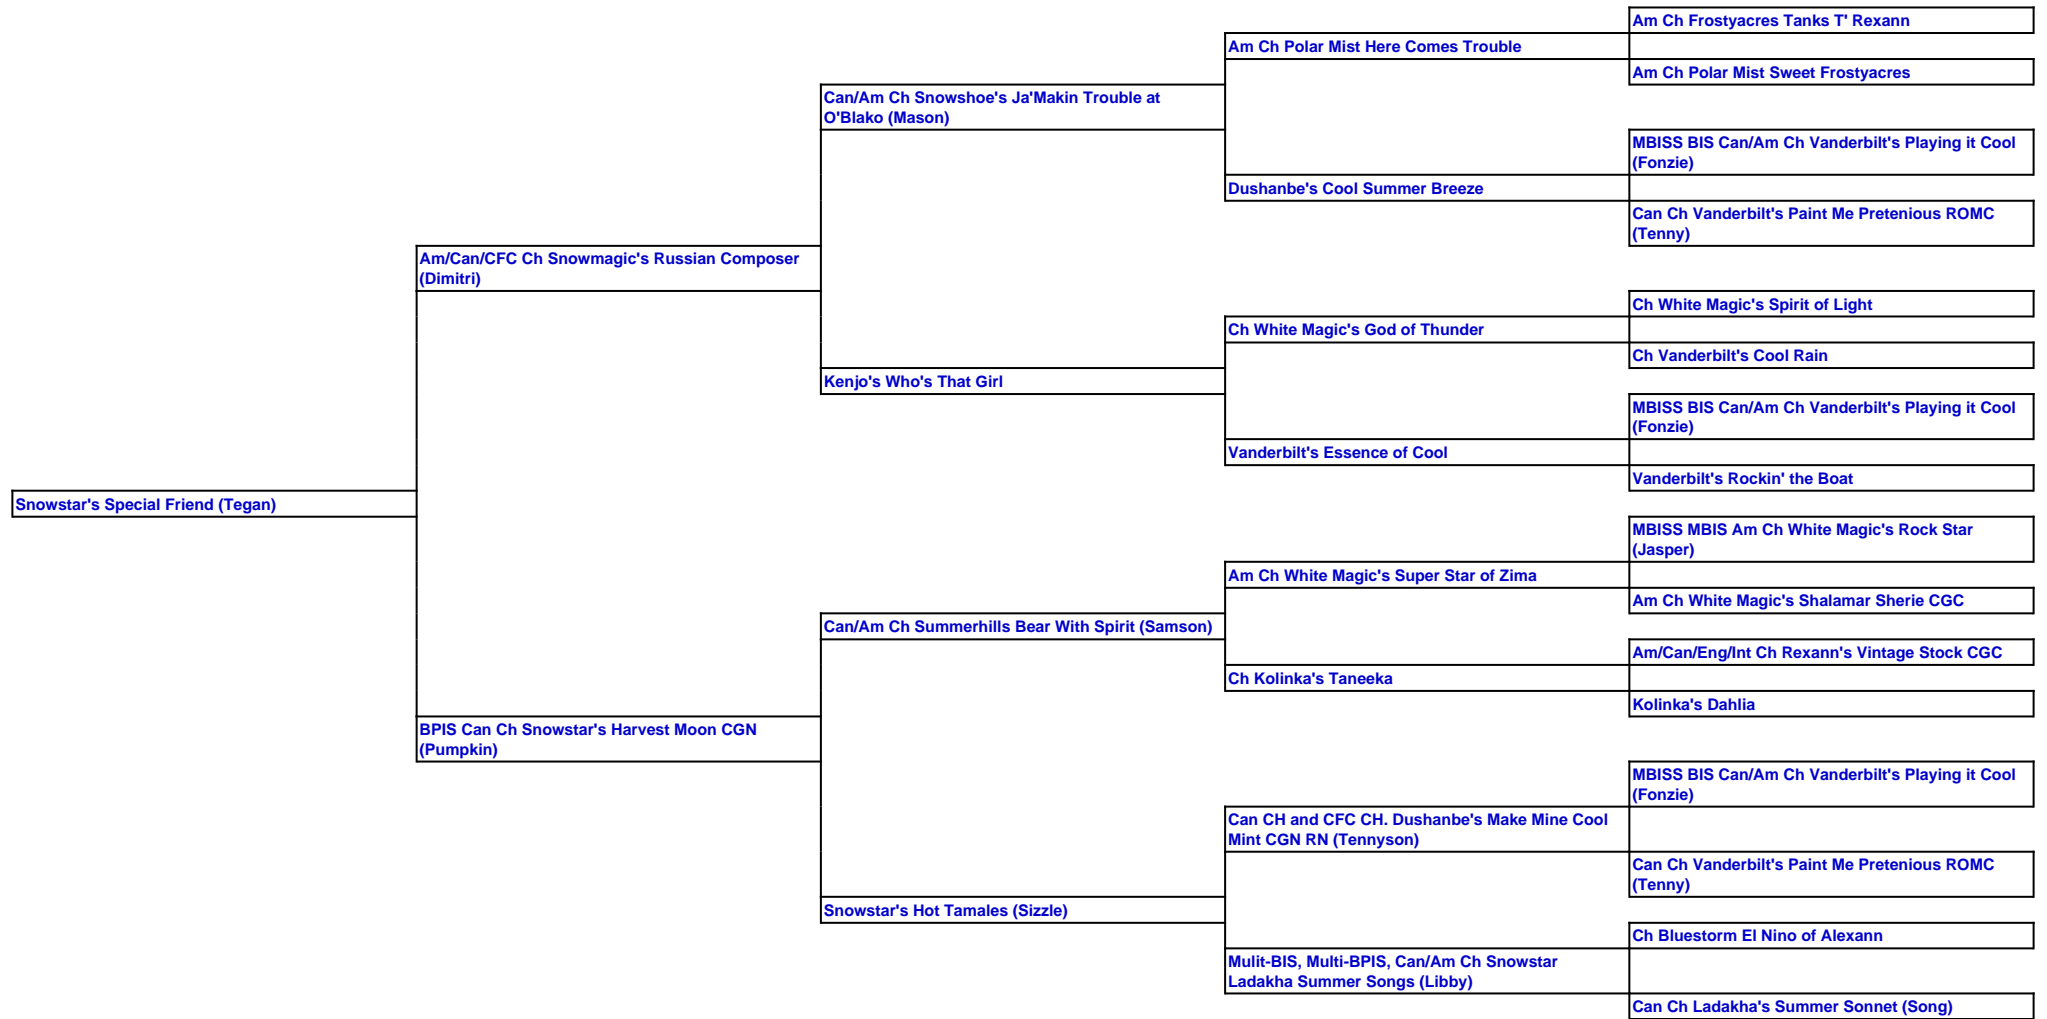 Am Ch Frostyacres Tanks T' Rexann
Am Ch Polar Mist Here Comes Trouble
Am Ch Polar Mist Sweet Frostyacres
Can/Am Ch Snowshoe's Ja'Makin Trouble at
O'Blako (Mason)
MBISS BIS Can/Am Ch Vanderbilt's Playing it Cool
(Fonzie)
Dushanbe's Cool Summer Breeze
Can Ch Vanderbilt's Paint Me Pretenious ROMC
(Tenny)
Am/Can/CFC Ch Snowmagic's Russian Composer
(Dimitri)
Ch White Magic's Spirit of Light
Ch White Magic's God of Thunder
Ch Vanderbilt's Cool Rain
Kenjo's Who's That Girl
MBISS BIS Can/Am Ch Vanderbilt's Playing it Cool
(Fonzie)
Vanderbilt's Essence of Cool
Vanderbilt's Rockin' the Boat
Snowstar's Special Friend (Tegan)
MBISS MBIS Am Ch White Magic's Rock Star
(Jasper)
Am Ch White Magic's Super Star of Zima
Am Ch White Magic's Shalamar Sherie CGC
Can/Am Ch Summerhills Bear With Spirit (Samson)
Am/Can/Eng/Int Ch Rexann's Vintage Stock CGC
Ch Kolinka's Taneeka
Kolinka's Dahlia
BPIS Can Ch Snowstar's Harvest Moon CGN
(Pumpkin)
MBISS BIS Can/Am Ch Vanderbilt's Playing it Cool
(Fonzie)
Can CH and CFC CH. Dushanbe's Make Mine Cool
Mint CGN RN (Tennyson)
Can Ch Vanderbilt's Paint Me Pretenious ROMC
(Tenny)
Snowstar's Hot Tamales (Sizzle)
Ch Bluestorm El Nino of Alexann
Mulit-BIS, Multi-BPIS, Can/Am Ch Snowstar
Ladakha Summer Songs (Libby)
Can Ch Ladakha's Summer Sonnet (Song)